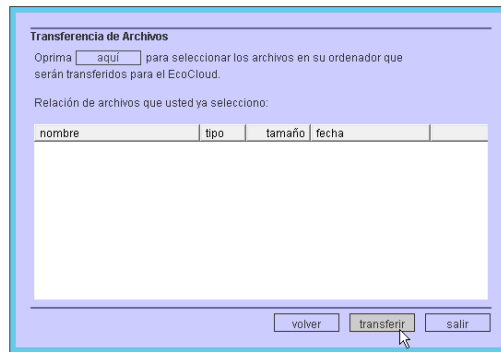 Transferencia de Archivos
Oprima aquí para seleccionar los archivos en su ordenador que
serán transferidos para el EcoCloud.
Relación de archivos que usted ya selecciono:
nombre tipo tamaño fecha
volver transferir salir